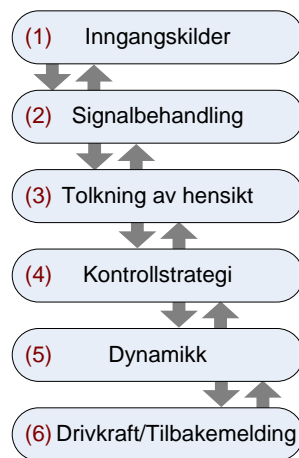 (1) Inngangskilder
(2) Signalbehandling
(3) Tolkning av hensikt
(4) Kontrollstrategi
(5) Dynamikk
(6) Drivkraft/Tilbakemelding